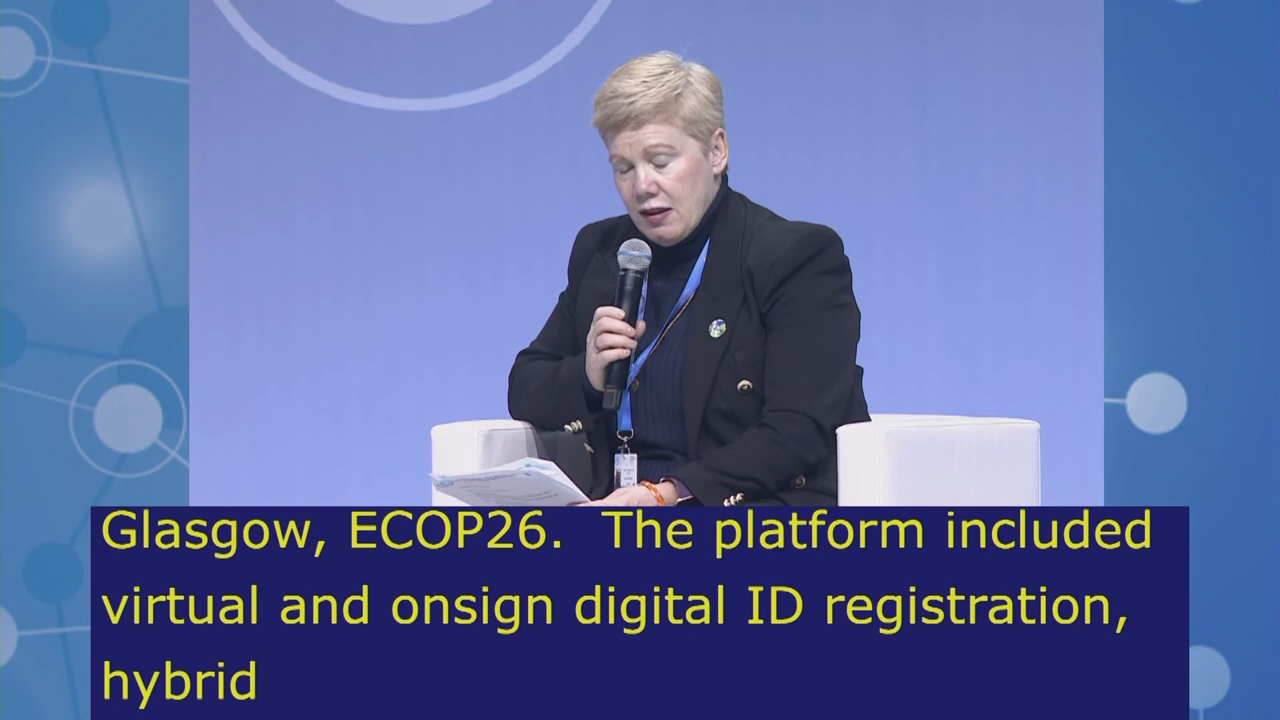 Glasgow, ECOP26.  The platform included
virtual and onsign digital ID registration,
hybrid